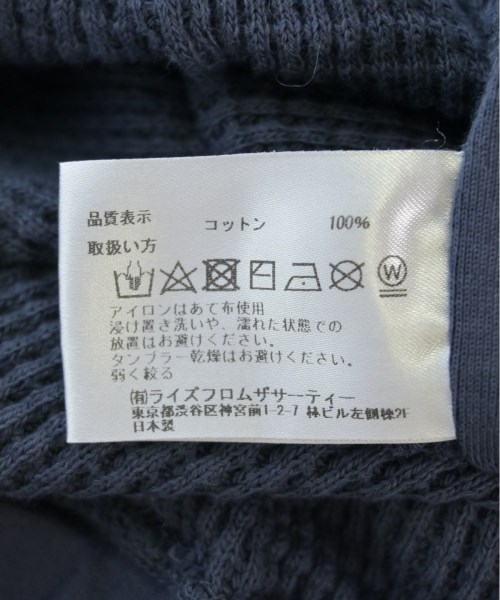 品質表示 コットン 100%
取扱い方
W
アイロンはあて布使用
浸け置き洗いや、濡れた状態での
放置はお避けください。
タンブラー乾燥はお避けください。
弱く絞る
(有)ライズフロムザサーティー
東京都渋谷区神宮前1-2-7 林ビル左側棟2F
日本製